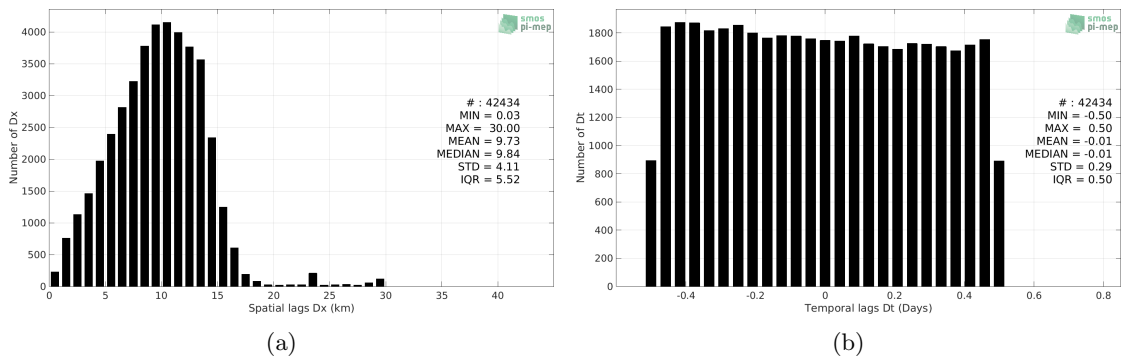 smos
pi-mep
4000
3500
3000
2500
2000
1500
1000
500
0
Number of Dx
# : 42434
MIN = 0.03
MAX = 30.00
MEAN = 9.73
MEDIAN = 9.84
STD = 4.11
IQR = 5.52
0 5 10 15 20 25 30 35 40
Spatial lags Dx (km)
(a)
smos
pi-mep
1800
1600
1400
1200
1000
800
600
400
200
0
Number of Dt
# : 42434
MIN = -0.50
MAX = 0.50
MEAN = -0.01
MEDIAN = -0.01
STD = 0.29
IQR = 0.50
-0.4 -0.2 0 0.2 0.4 0.6 0.8
Temporal lags Dt (Days)
(b)